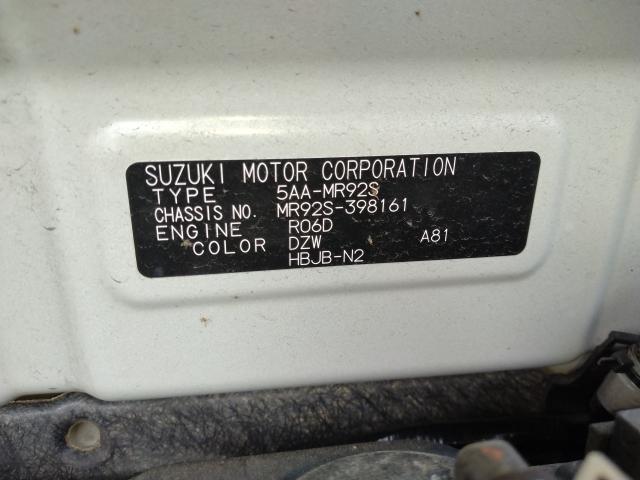 SUZUKI MOTOR CORPORATION
TYPE 5AA-MR92S
CHASSIS NO. MR92S-398161
ENGINE R06D
COLOR DZW A81
HBJB-N2